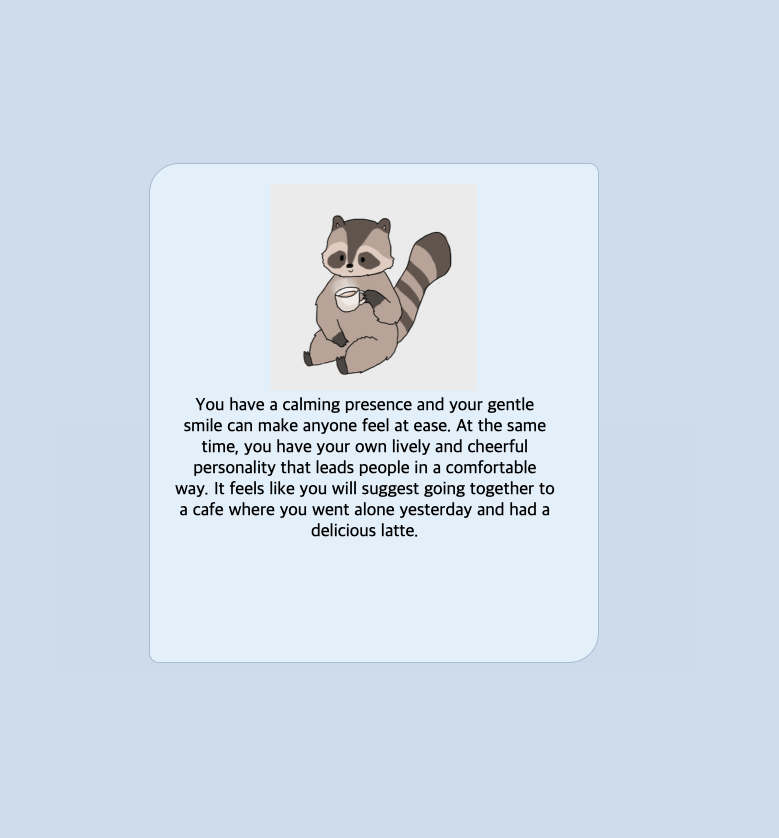 You have a calming presence and your gentle
smile can make anyone feel at ease. At the same
time, you have your own lively and cheerful
personality that leads people in a comfortable
way. It feels like you will suggest going together to
a cafe where you went alone yesterday and had a
delicious latte.